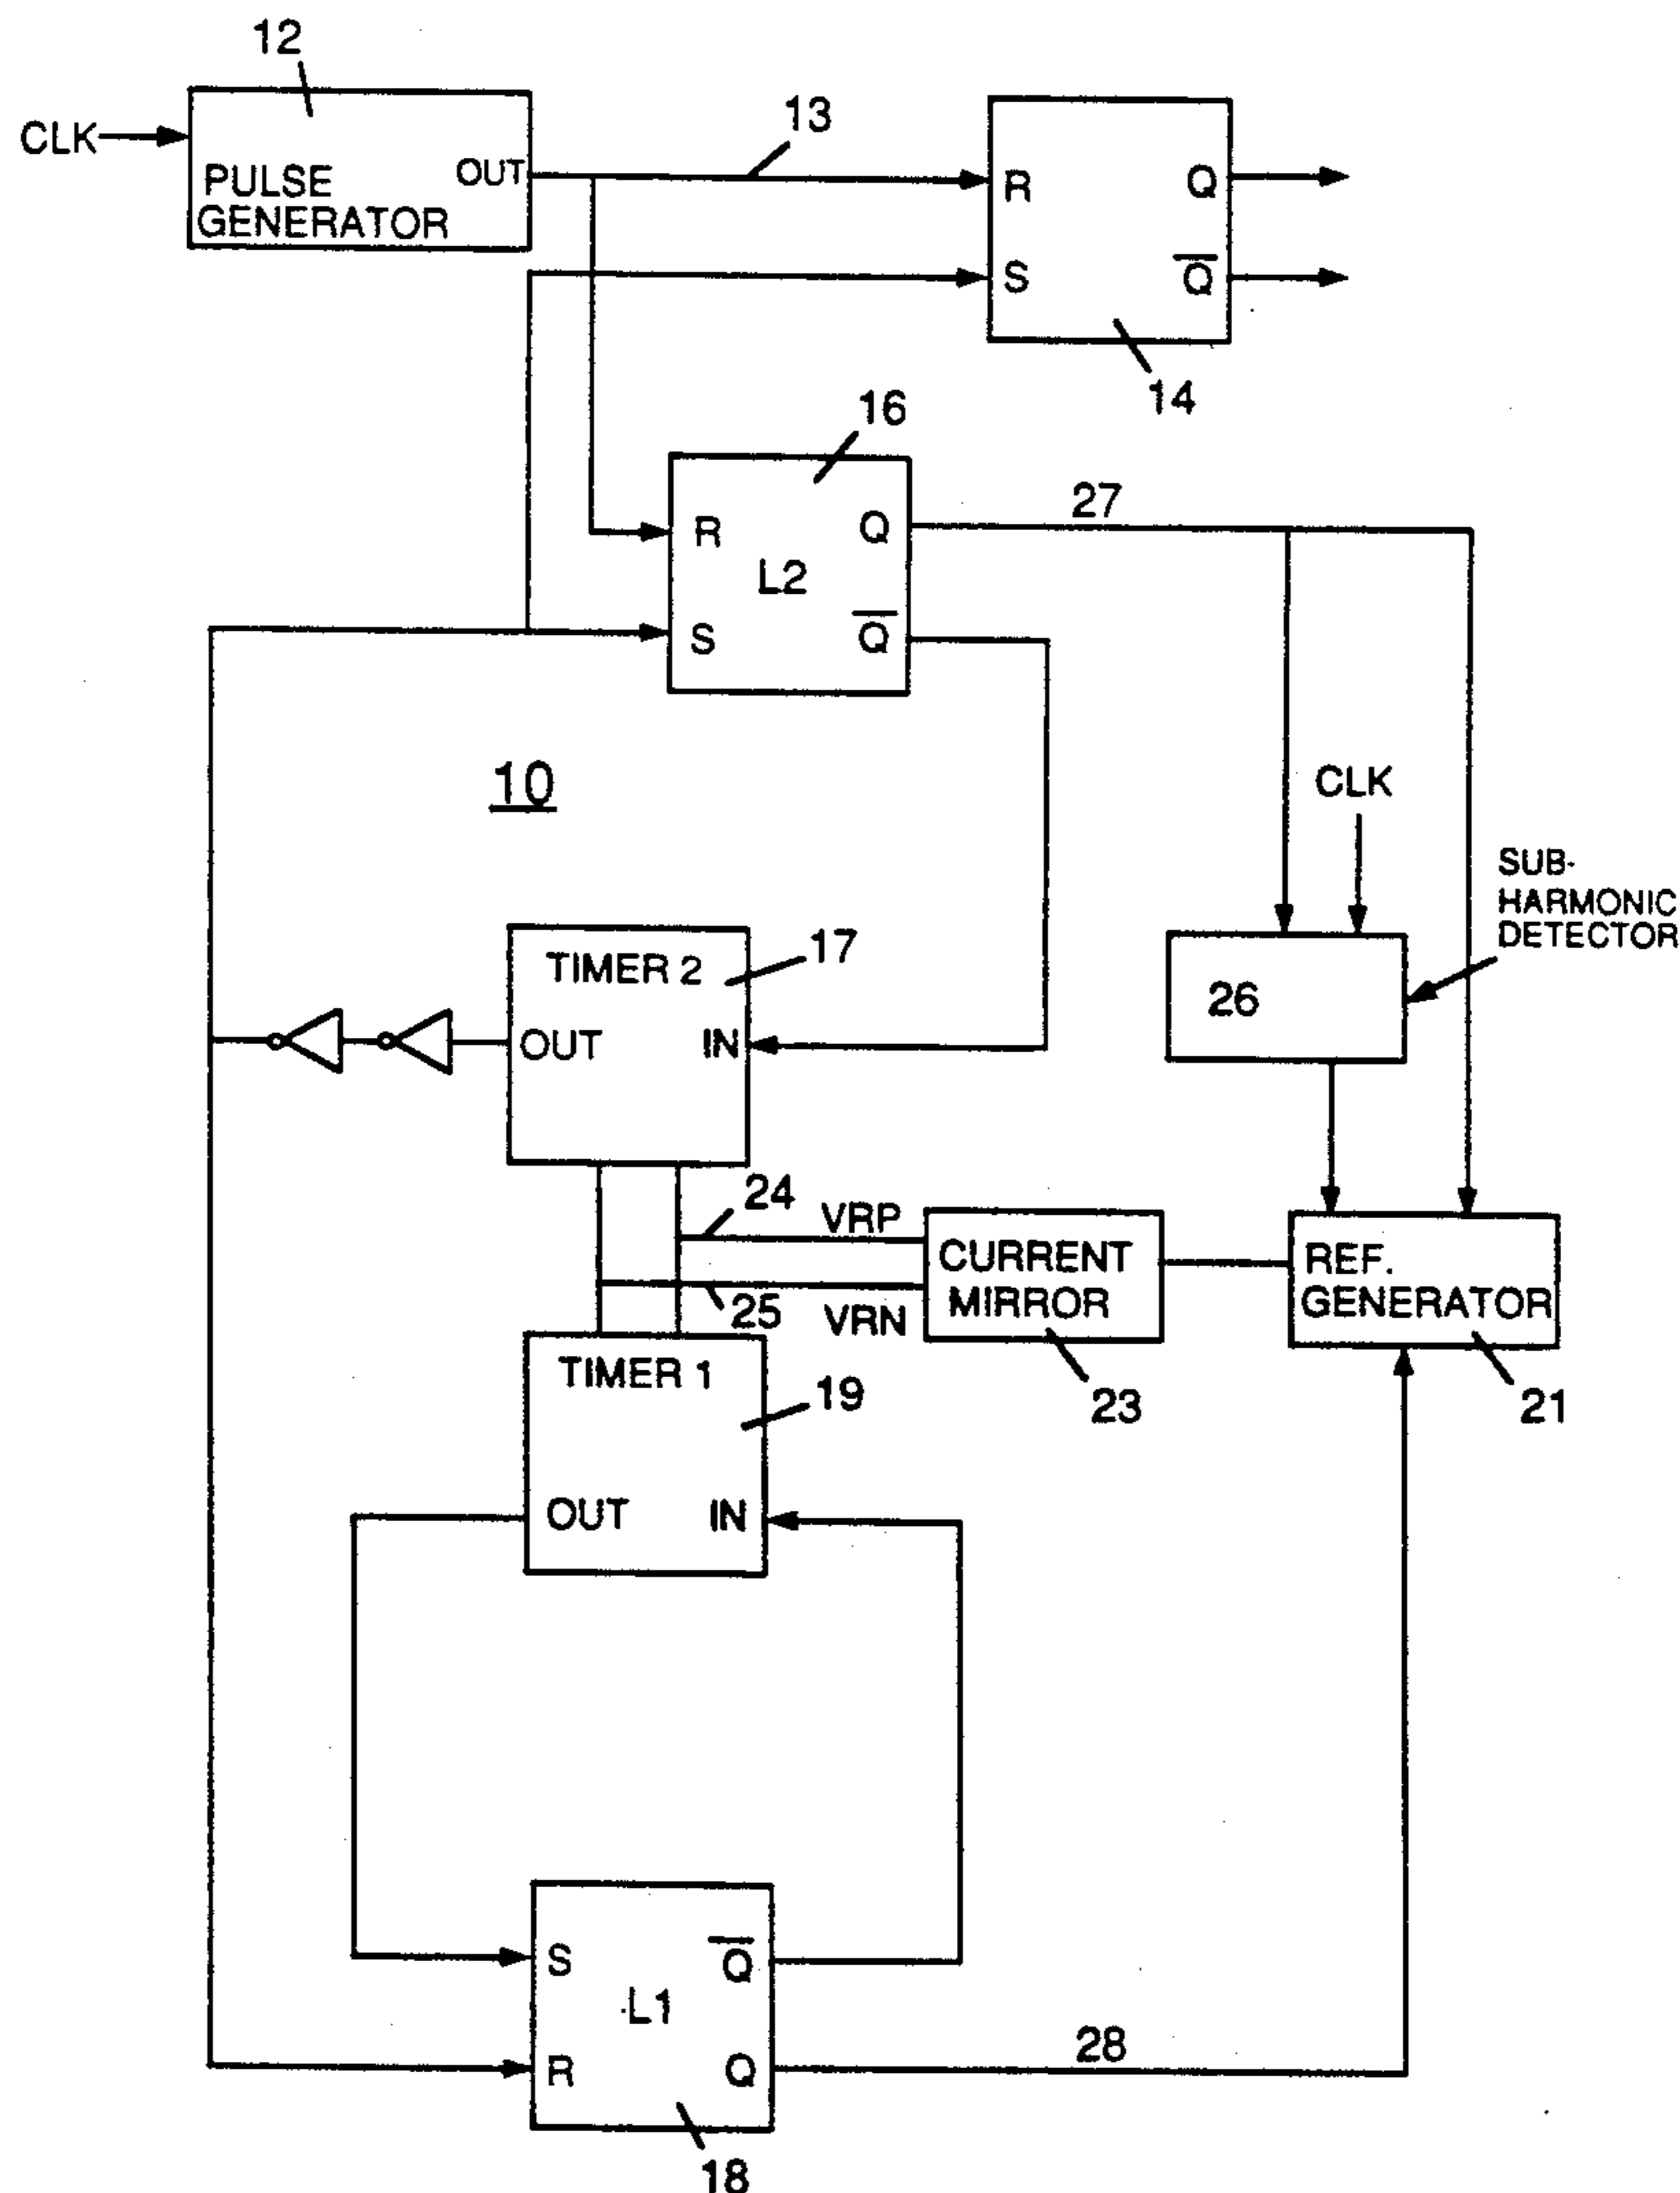 12
CLK
PULSE
GENERATOR
OUT
13
R
S
Q
Q̅
14
16
R
S
L2
Q
Q̅
27
10
CLK
SUB-
HARMONIC
DETECTOR
TIMER 2
17
OUT
IN
26
24
VRP
25
VRN
CURRENT
MIRROR
23
REF.
GENERATOR
21
TIMER 1
19
OUT
IN
S
R
L1
Q̅
Q
28
18